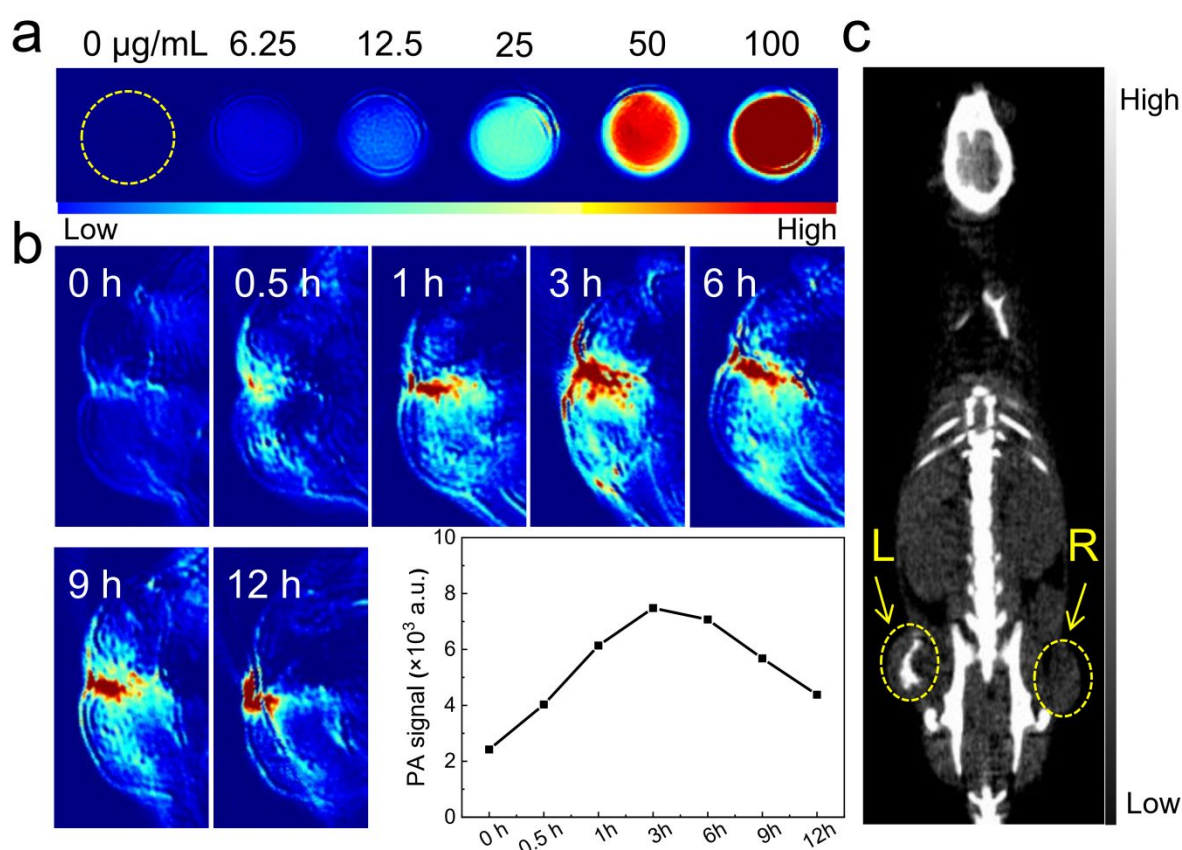 a
0 µg/mL 6.25 12.5 25 50 100
Low High
b
0 h 0.5 h 1 h 3 h 6 h
9 h 12 h
PA signal (×10³ a.u.)
10
8
6
4
2
0
0 h 0.5 h 1h 3h 6h 9h 12h
c
High
L R
Low